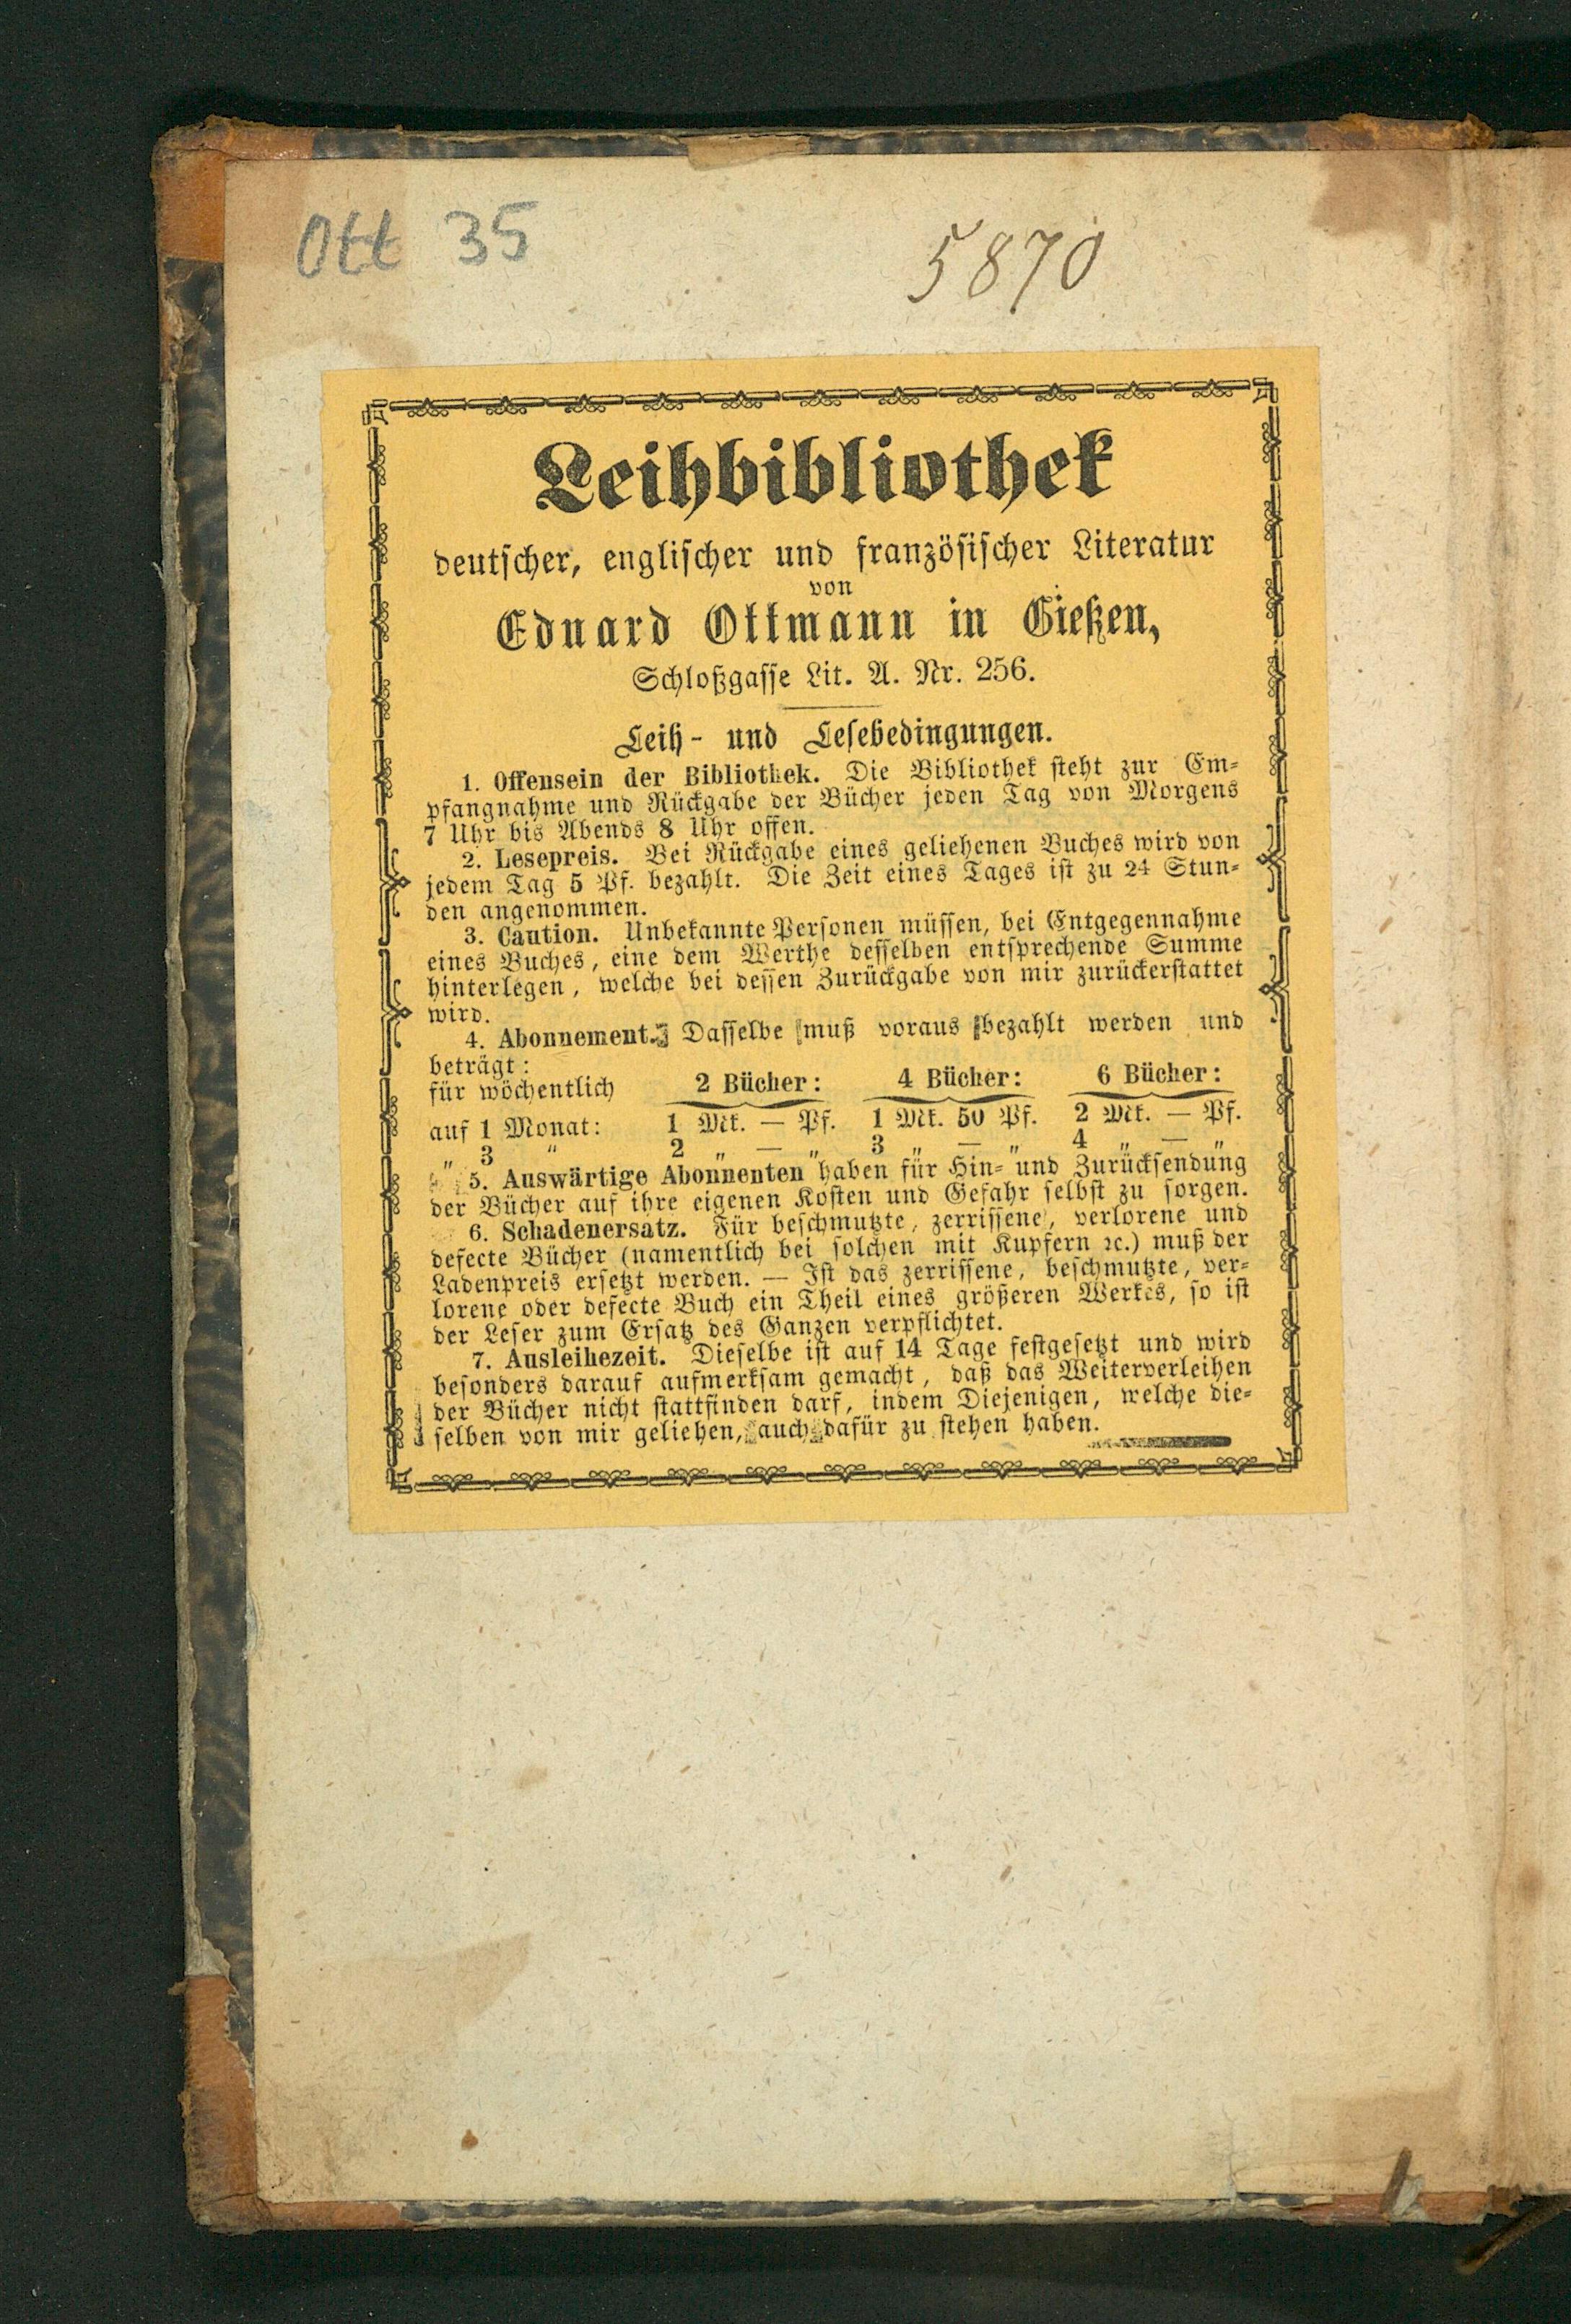 Ott 35
5870
Leihbibliothek
deutscher, englischer und französischer Literatur
von
Eduard Ottmann in Gießen,
Schloßgasse Lit. A. Nr. 256.
Leih- und Lesebedingungen.
1. Offensein der Bibliothek. Die Bibliothek steht zur Em-
pfangnahme und Rückgabe der Bücher jeden Tag von Morgens
7 Uhr bis Abends 8 Uhr offen.
2. Lesepreis. Bei Rückgabe eines geliehenen Buches wird von
jedem Tag 5 Pf. bezahlt. Die Zeit eines Tages ist zu 24 Stun-
den angenommen.
3. Caution. Unbekannte Personen müssen, bei Entgegennahme
eines Buches, eine dem Werthe desselben entsprechende Summe
hinterlegen, welche bei dessen Zurückgabe von mir zurückerstattet
wird.
4. Abonnement. Dasselbe muß voraus bezahlt werden und
beträgt:
für wöchentlich 2 Bücher: 4 Bücher: 6 Bücher:
auf 1 Monat: 1 Mk. — Pf. 1 Mk. 50 Pf. 2 Mk. — Pf.
„ 3 „ 2 „ — „ 3 „ — „ 4 „ — „
5. Auswärtige Abonnenten haben für Hin- und Zurücksendung
der Bücher auf ihre eigenen Kosten und Gefahr selbst zu sorgen.
6. Schadenersatz. Für beschmutzte, zerrissene, verlorene und
defecte Bücher (namentlich bei solchen mit Kupfern ꝛc.) muß der
Ladenpreis ersetzt werden. — Ist das zerrissene, beschmutzte, ver-
lorene oder defecte Buch ein Theil eines größeren Werkes, so ist
der Leser zum Ersatz des Ganzen verpflichtet.
7. Ausleihezeit. Dieselbe ist auf 14 Tage festgesetzt und wird
besonders darauf aufmerksam gemacht, daß das Weiterverleihen
der Bücher nicht stattfinden darf, indem Diejenigen, welche die-
selben von mir geliehen, auch dafür zu stehen haben.